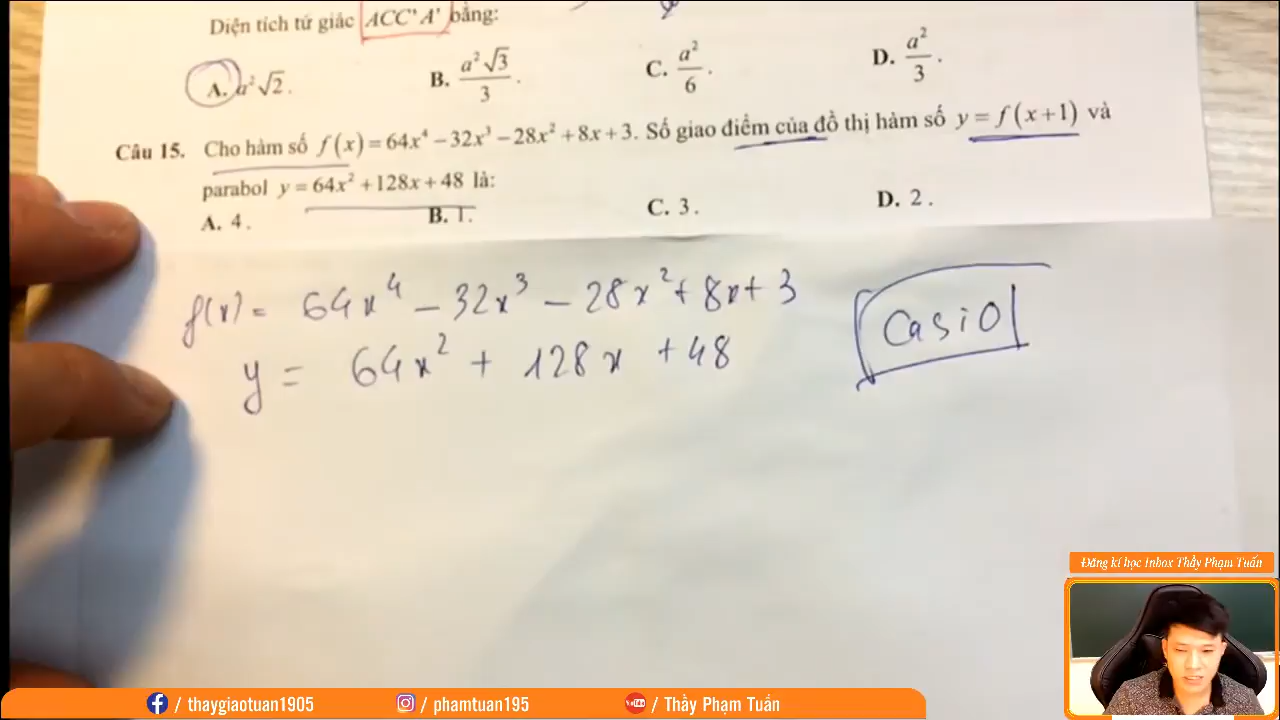 Diện tích tứ giác ACC'A' bằng:
A. a²√2. B. a²√3/3. C. a²/6. D. a²/3.
Câu 15. Cho hàm số f(x) = 64x⁴ − 32x³ − 28x² + 8x + 3. Số giao điểm của đồ thị hàm số y = f(x+1) và
parabol y = 64x² + 128x + 48 là:
A. 4. B. 1. C. 3. D. 2.
f(x) = 64x⁴ − 32x³ − 28x² + 8x + 3
y = 64x² + 128x + 48
Casio
Đăng kí học Inbox Thầy Phạm Tuấn
/ thaygiaotuan1905 / phamtuan195 / Thầy Phạm Tuấn